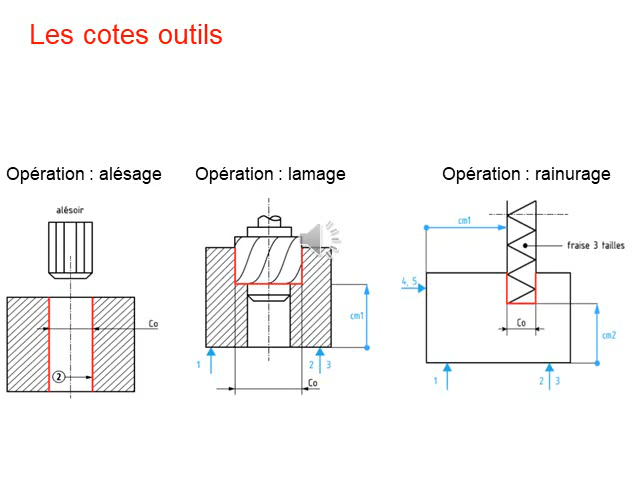 Les cotes outils
Opération : alésage
Opération : lamage
Opération : rainurage
alésoir
Co
2
cm1
1
2
3
Co
cm1
fraise 3 tailles
4, 5
Co
cm2
1
2
3